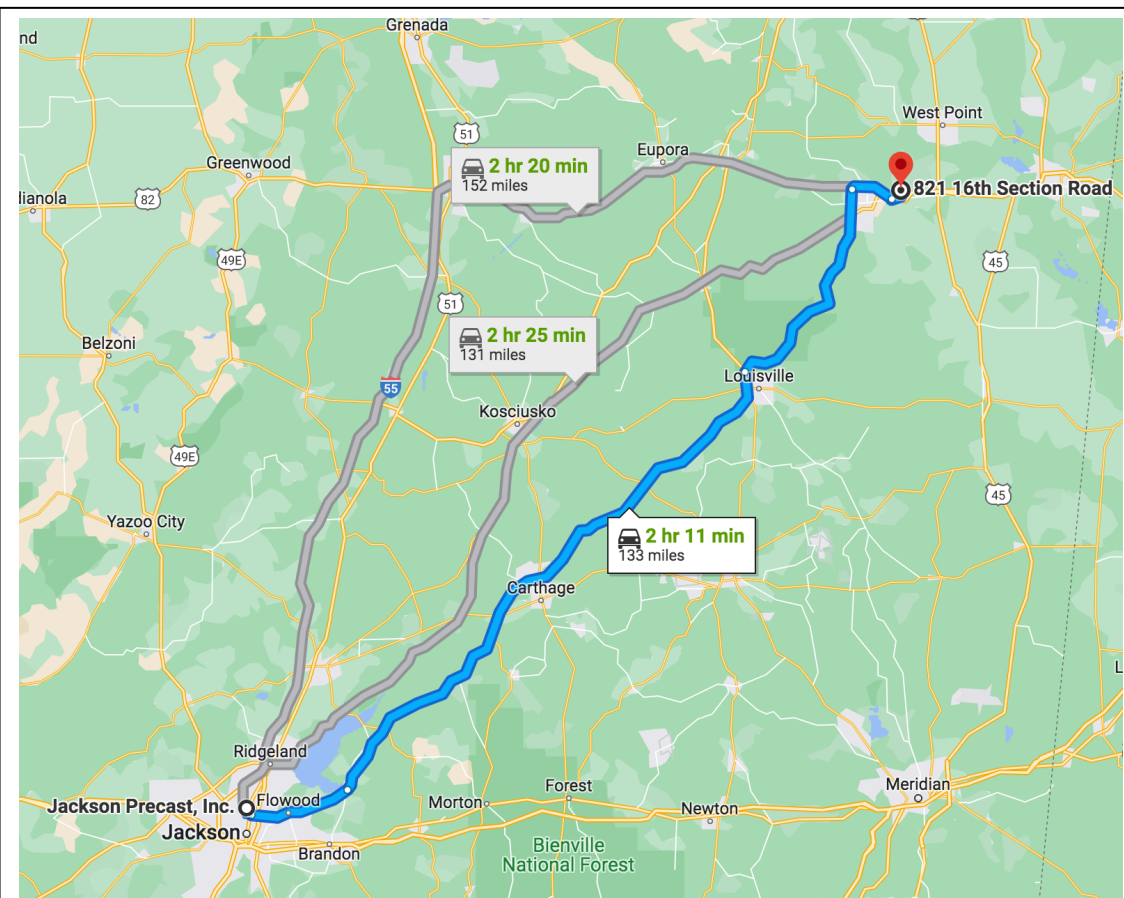 Grenada
nd
51
West Point
Eupora
Greenwood
2 hr 20 min
152 miles
821 16th Section Road
dianola
82
49E
45
51
Belzoni
2 hr 25 min
131 miles
55
Louisville
Kosciusko
49E
45
Yazoo City
2 hr 11 min
133 miles
Carthage
L
Ridgeland
Jackson Precast, Inc.
Flowood
Morton
Forest
Newton
Meridian
Jackson
Brandon
Bienville
National Forest